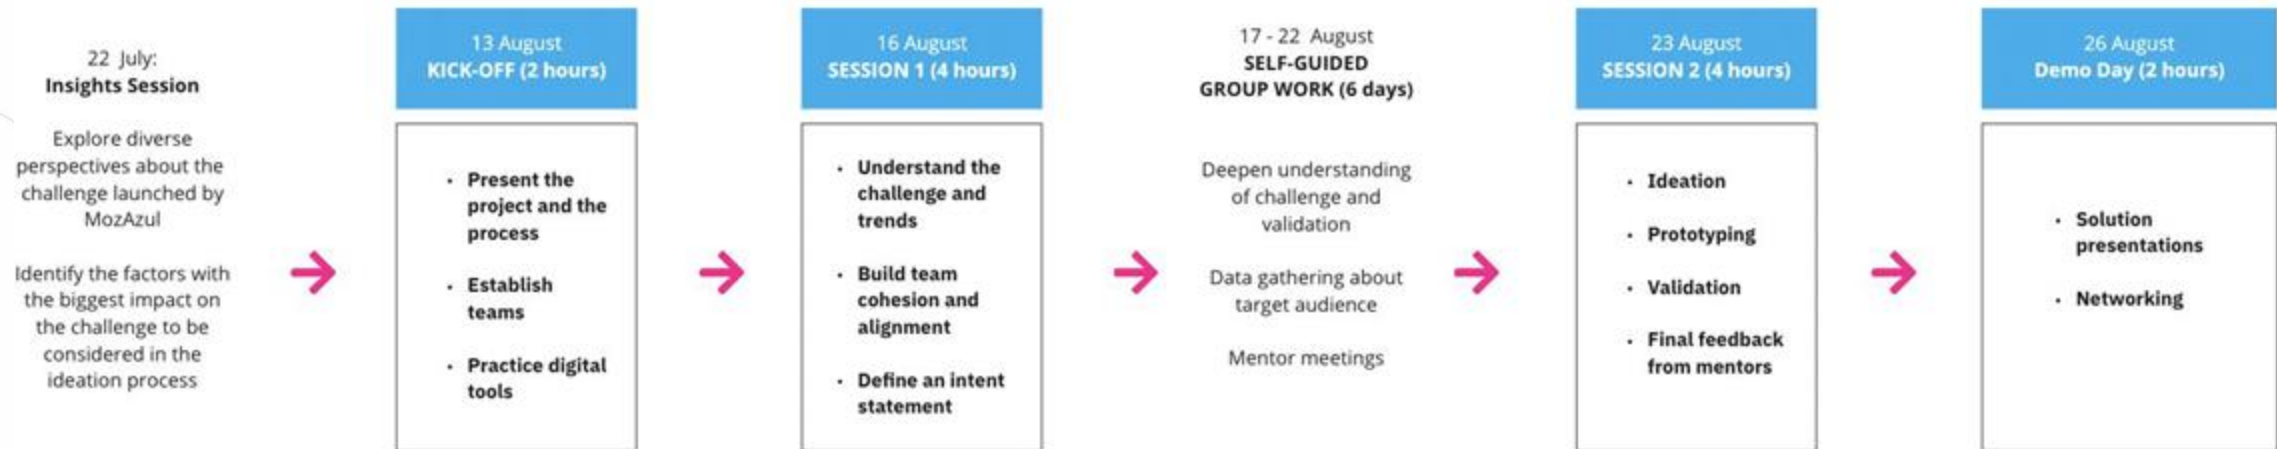 22 July:
Insights Session
Explore diverse
perspectives about the
challenge launched by
MozAzul
Identify the factors with
the biggest impact on
the challenge to be
considered in the
ideation process
13 August
KICK-OFF (2 hours)
• Present the
project and the
process
• Establish
teams
• Practice digital
tools
16 August
SESSION 1 (4 hours)
• Understand the
challenge and
trends
• Build team
cohesion and
alignment
• Define an intent
statement
17 - 22 August
SELF-GUIDED
GROUP WORK (6 days)
Deepen understanding
of challenge and
validation
Data gathering about
target audience
Mentor meetings
23 August
SESSION 2 (4 hours)
• Ideation
• Prototyping
• Validation
• Final feedback
from mentors
26 August
Demo Day (2 hours)
• Solution
presentations
• Networking